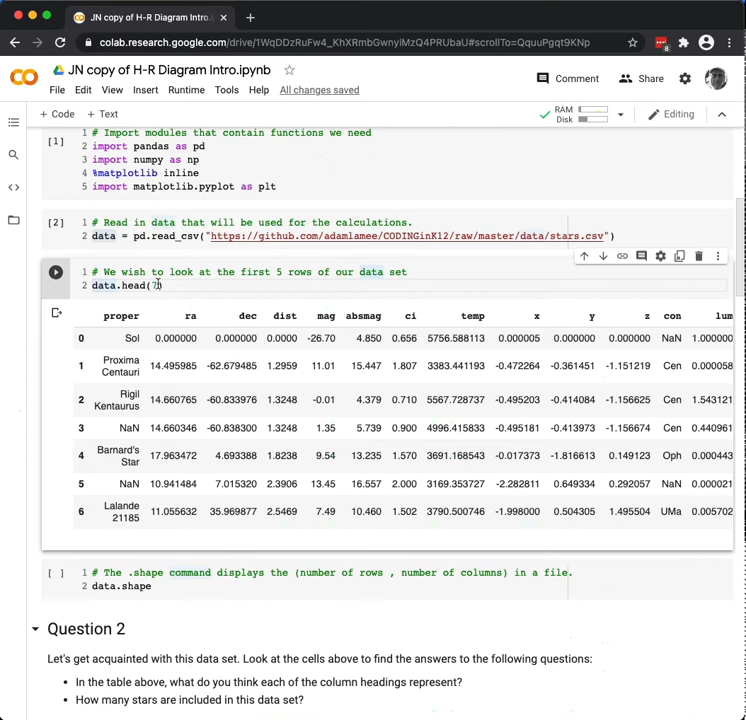 JN copy of H-R Diagram Intro.i
colab.research.google.com/drive/1WqDDzRuFw4_KhXRmbGwnyiMzQ4PRUbaU#scrollTo=QquuPgqt9KNp
8
JN copy of H-R Diagram Intro.ipynb
Comment
Share
File Edit View Insert Runtime Tools Help All changes saved
+ Code + Text
RAM
Disk
Editing
[1]
1 # Import modules that contain functions we need
2 import pandas as pd
3 import numpy as np
4 %matplotlib inline
5 import matplotlib.pyplot as plt
[2]
1 # Read in data that will be used for the calculations.
2 data = pd.read_csv("https://github.com/adamlamee/CODINGinK12/raw/master/data/stars.csv")
1 # We wish to look at the first 5 rows of our data set
2 data.head(7)
proper ra dec dist mag absmag ci temp x y z con lum
0 Sol 0.000000 0.000000 0.0000 -26.70 4.850 0.656 5756.588113 0.000005 0.000000 0.000000 NaN 1.000000
1 Proxima Centauri 14.495985 -62.679485 1.2959 11.01 15.447 1.807 3383.441193 -0.472264 -0.361451 -1.151219 Cen 0.000058
2 Rigil Kentaurus 14.660765 -60.833976 1.3248 -0.01 4.379 0.710 5567.728737 -0.495203 -0.414084 -1.156625 Cen 1.543121
3 NaN 14.660346 -60.838300 1.3248 1.35 5.739 0.900 4996.415833 -0.495181 -0.413973 -1.156674 Cen 0.440961
4 Barnard's Star 17.963472 4.693388 1.8238 9.54 13.235 1.570 3691.168543 -0.017373 -1.816613 0.149123 Oph 0.000443
5 NaN 10.941484 7.015320 2.3906 13.45 16.557 2.000 3169.353727 -2.282811 0.649334 0.292057 NaN 0.000021
6 Lalande 21185 11.055632 35.969877 2.5469 7.49 10.460 1.502 3790.500746 -1.998000 0.504305 1.495504 UMa 0.005702
[ ]
1 # The .shape command displays the (number of rows , number of columns) in a file.
2 data.shape
Question 2
Let's get acquainted with this data set. Look at the cells above to find the answers to the following questions:
• In the table above, what do you think each of the column headings represent?
• How many stars are included in this data set?